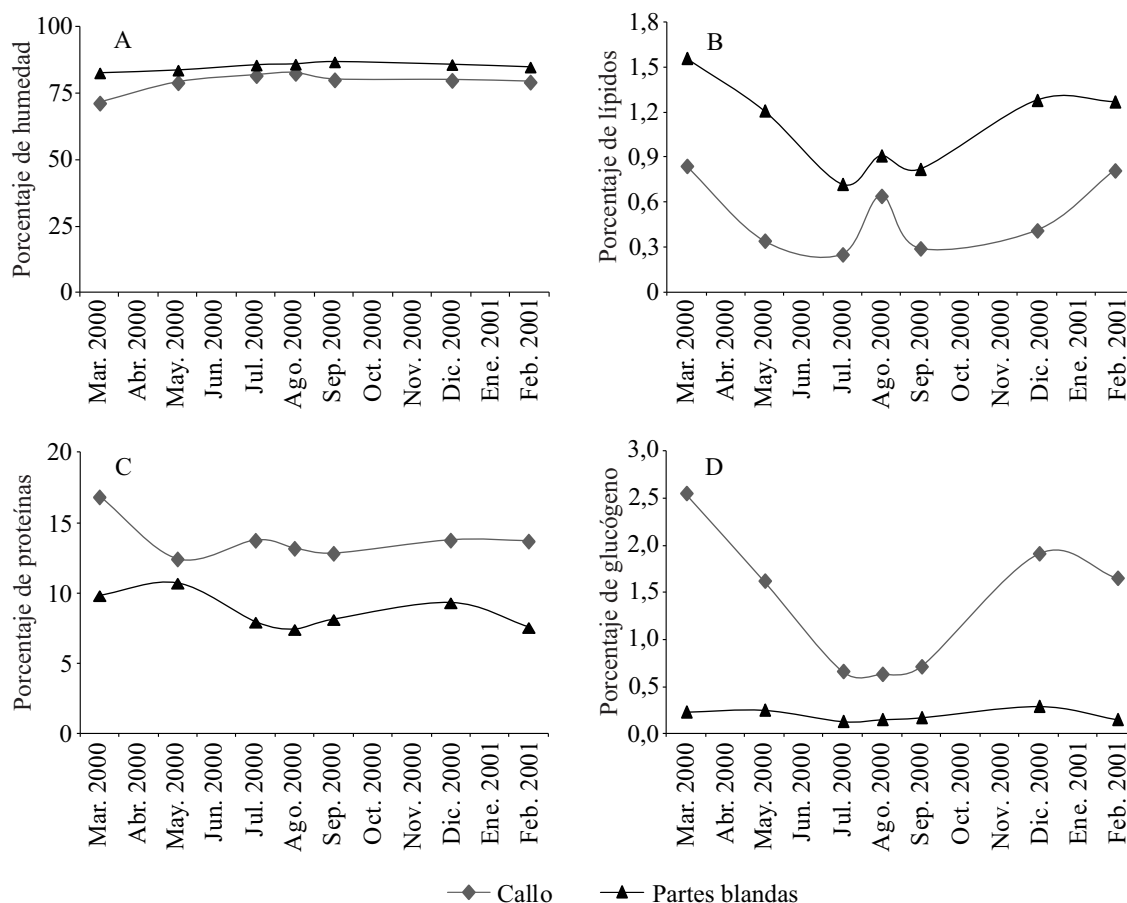 A
Porcentaje de humedad
100
75
50
25
0
Mar. 2000
Abr. 2000
May. 2000
Jun. 2000
Jul. 2000
Ago. 2000
Sep. 2000
Oct. 2000
Nov. 2000
Dic. 2000
Ene. 2001
Feb. 2001
B
Porcentaje de lípidos
1,8
1,5
1,2
0,9
0,6
0,3
0
Mar. 2000
Abr. 2000
May. 2000
Jun. 2000
Jul. 2000
Ago. 2000
Sep. 2000
Oct. 2000
Nov. 2000
Dic. 2000
Ene. 2001
Feb. 2001
C
Porcentaje de proteínas
20
15
10
5
0
Mar. 2000
Abr. 2000
May. 2000
Jun. 2000
Jul. 2000
Ago. 2000
Sep. 2000
Oct. 2000
Nov. 2000
Dic. 2000
Ene. 2001
Feb. 2001
D
Porcentaje de glucógeno
3,0
2,5
2,0
1,5
1,0
0,5
0,0
Mar. 2000
Abr. 2000
May. 2000
Jun. 2000
Jul. 2000
Ago. 2000
Sep. 2000
Oct. 2000
Nov. 2000
Dic. 2000
Ene. 2001
Feb. 2001
Callo
Partes blandas